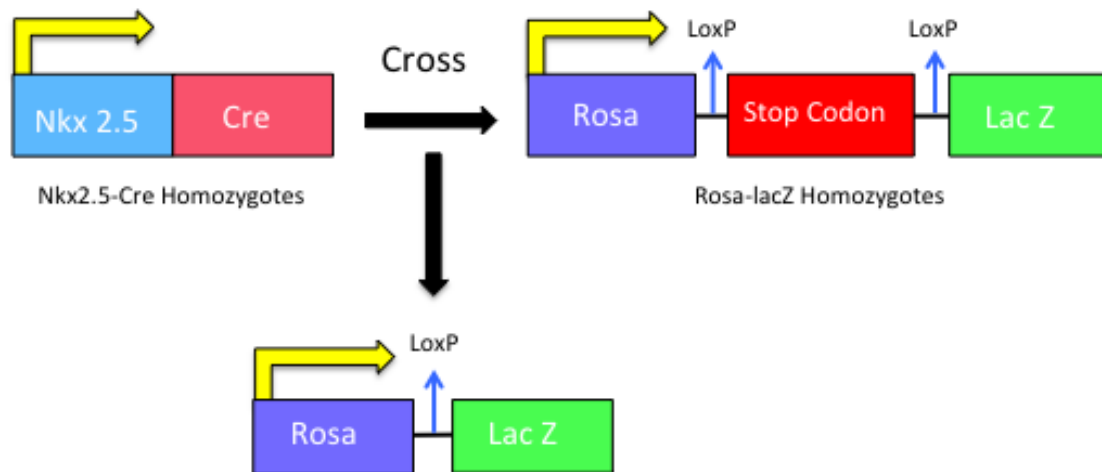 LoxP
LoxP
Cross
Nkx 2.5
Cre
Rosa
Stop Codon
Lac Z
Nkx2.5-Cre Homozygotes
Rosa-lacZ Homozygotes
LoxP
Rosa
Lac Z